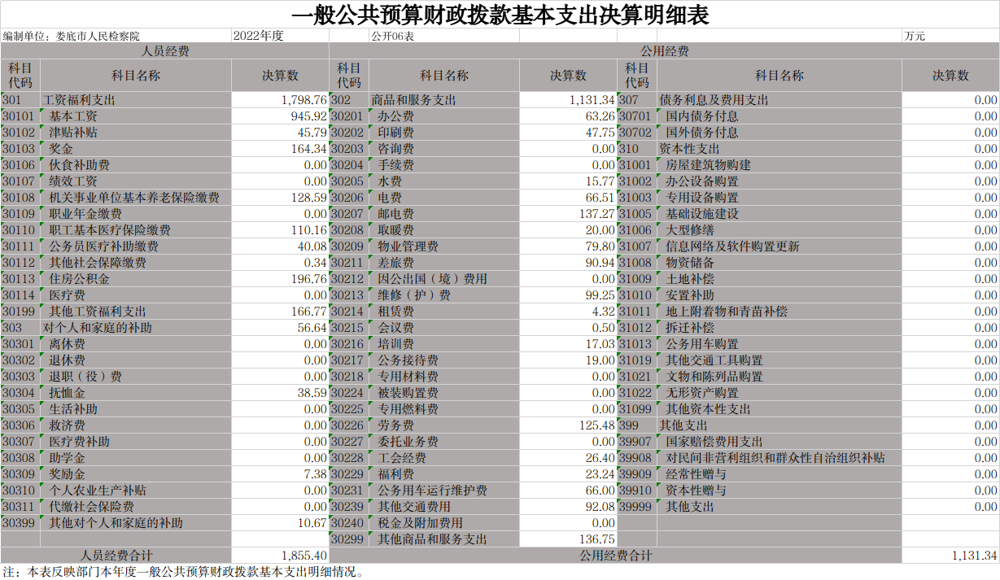 一般公共预算财政拨款基本支出决算明细表
编制单位：娄底市人民检察院 2022年度 公开06表 万元
人员经费 公用经费
科目代码 科目名称 决算数 科目代码 科目名称 决算数 科目代码 科目名称 决算数
301 工资福利支出 1,798.76 302 商品和服务支出 1,131.34 307 债务利息及费用支出 0.00
30101 基本工资 945.92 30201 办公费 63.26 30701 国内债务付息 0.00
30102 津贴补贴 45.79 30202 印刷费 47.75 30702 国外债务付息 0.00
30103 奖金 164.34 30203 咨询费 0.00 310 资本性支出 0.00
30106 伙食补助费 0.00 30204 手续费 0.00 31001 房屋建筑物购建 0.00
30107 绩效工资 0.00 30205 水费 15.77 31002 办公设备购置 0.00
30108 机关事业单位基本养老保险缴费 128.59 30206 电费 66.51 31003 专用设备购置 0.00
30109 职业年金缴费 0.00 30207 邮电费 137.27 31005 基础设施建设 0.00
30110 职工基本医疗保险缴费 110.16 30208 取暖费 20.00 31006 大型修缮 0.00
30111 公务员医疗补助缴费 40.08 30209 物业管理费 79.80 31007 信息网络及软件购置更新 0.00
30112 其他社会保障缴费 0.34 30211 差旅费 90.94 31008 物资储备 0.00
30113 住房公积金 196.76 30212 因公出国（境）费用 0.00 31009 土地补偿 0.00
30114 医疗费 0.00 30213 维修（护）费 99.25 31010 安置补助 0.00
30199 其他工资福利支出 166.77 30214 租赁费 4.32 31011 地上附着物和青苗补偿 0.00
303 对个人和家庭的补助 56.64 30215 会议费 0.50 31012 拆迁补偿 0.00
30301 离休费 0.00 30216 培训费 17.03 31013 公务用车购置 0.00
30302 退休费 0.00 30217 公务接待费 19.00 31019 其他交通工具购置 0.00
30303 退职（役）费 0.00 30218 专用材料费 0.00 31021 文物和陈列品购置 0.00
30304 抚恤金 38.59 30224 被装购置费 0.00 31022 无形资产购置 0.00
30305 生活补助 0.00 30225 专用燃料费 0.00 31099 其他资本性支出 0.00
30306 救济费 0.00 30226 劳务费 125.48 399 其他支出 0.00
30307 医疗费补助 0.00 30227 委托业务费 0.00 39907 国家赔偿费用支出 0.00
30308 助学金 0.00 30228 工会经费 26.40 39908 对民间非营利组织和群众性自治组织补贴 0.00
30309 奖励金 7.38 30229 福利费 23.24 39909 经常性赠与 0.00
30310 个人农业生产补贴 0.00 30231 公务用车运行维护费 66.00 39910 资本性赠与 0.00
30311 代缴社会保险费 0.00 30239 其他交通费用 92.08 39999 其他支出 0.00
30399 其他对个人和家庭的补助 10.67 30240 税金及附加费用 0.00
30299 其他商品和服务支出 136.75
人员经费合计 1,855.40 公用经费合计 1,131.34
注：本表反映部门本年度一般公共预算财政拨款基本支出明细情况。